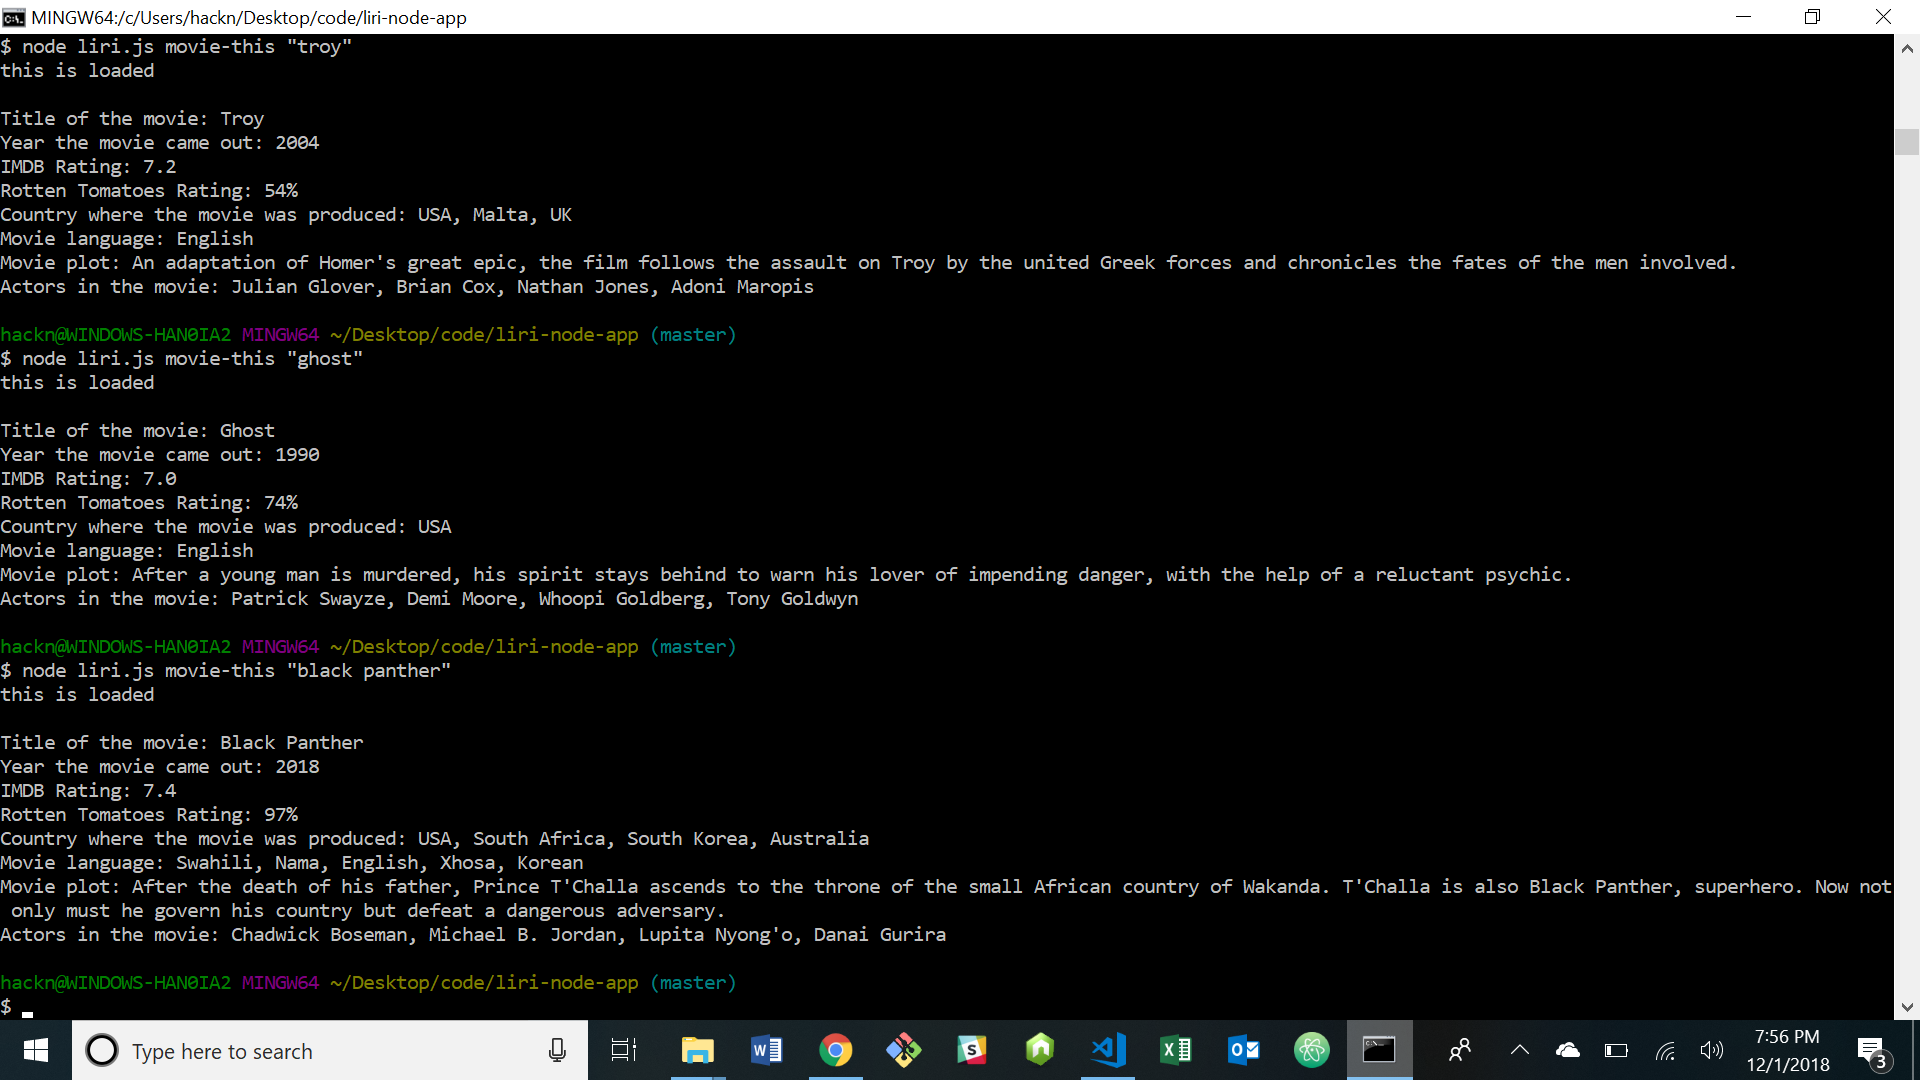 MINGW64:/c/Users/hackn/Desktop/code/liri-node-app
$ node liri.js movie-this "troy"
this is loaded
Title of the movie: Troy
Year the movie came out: 2004
IMDB Rating: 7.2
Rotten Tomatoes Rating: 54%
Country where the movie was produced: USA, Malta, UK
Movie language: English
Movie plot: An adaptation of Homer's great epic, the film follows the assault on Troy by the united Greek forces and chronicles the fates of the men involved.
Actors in the movie: Julian Glover, Brian Cox, Nathan Jones, Adoni Maropis
hackn@WINDOWS-HAN0IA2 MINGW64 ~/Desktop/code/liri-node-app (master)
$ node liri.js movie-this "ghost"
this is loaded
Title of the movie: Ghost
Year the movie came out: 1990
IMDB Rating: 7.0
Rotten Tomatoes Rating: 74%
Country where the movie was produced: USA
Movie language: English
Movie plot: After a young man is murdered, his spirit stays behind to warn his lover of impending danger, with the help of a reluctant psychic.
Actors in the movie: Patrick Swayze, Demi Moore, Whoopi Goldberg, Tony Goldwyn
hackn@WINDOWS-HAN0IA2 MINGW64 ~/Desktop/code/liri-node-app (master)
$ node liri.js movie-this "black panther"
this is loaded
Title of the movie: Black Panther
Year the movie came out: 2018
IMDB Rating: 7.4
Rotten Tomatoes Rating: 97%
Country where the movie was produced: USA, South Africa, South Korea, Australia
Movie language: Swahili, Nama, English, Xhosa, Korean
Movie plot: After the death of his father, Prince T'Challa ascends to the throne of the small African country of Wakanda. T'Challa is also Black Panther, superhero. Now not
only must he govern his country but defeat a dangerous adversary.
Actors in the movie: Chadwick Boseman, Michael B. Jordan, Lupita Nyong'o, Danai Gurira
hackn@WINDOWS-HAN0IA2 MINGW64 ~/Desktop/code/liri-node-app (master)
$
Type here to search
7:56 PM
12/1/2018
3